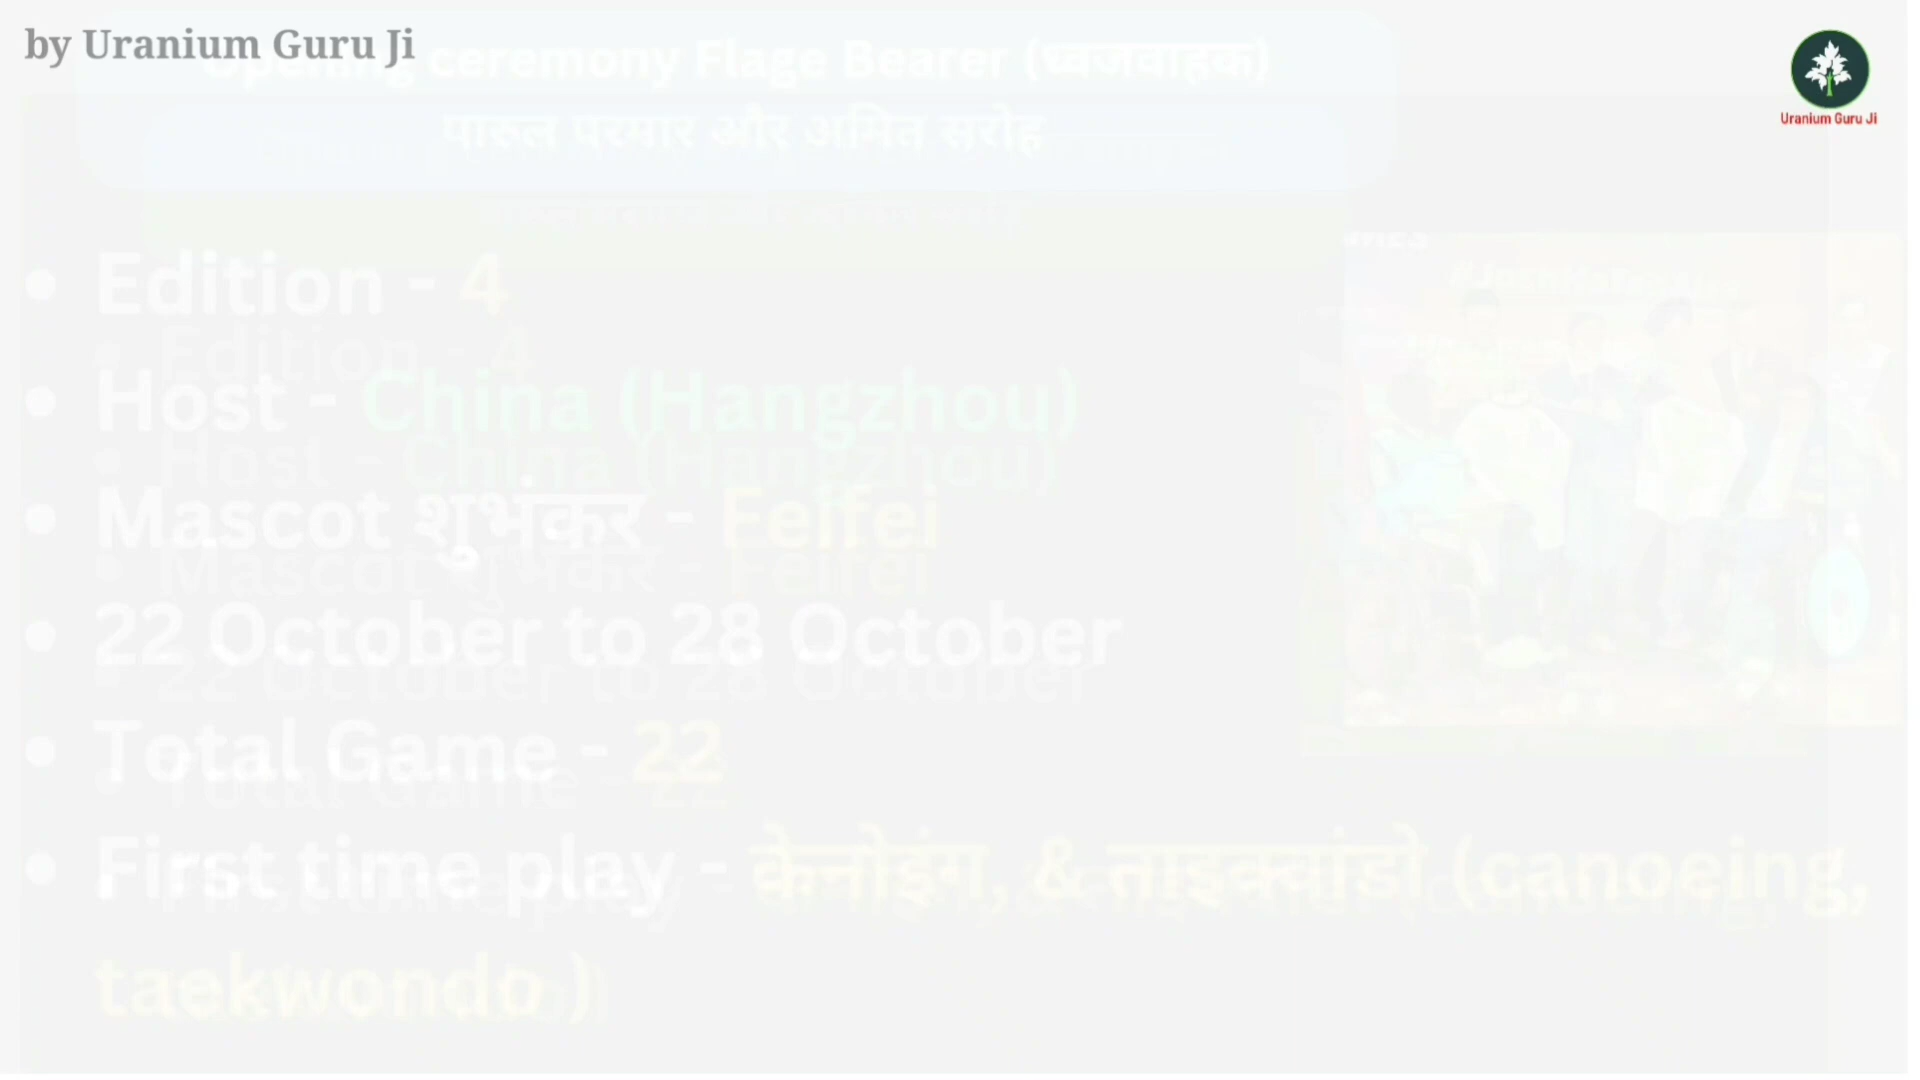 by Uranium Guru Ji
Opening ceremony Flage Bearer (ध्वजवाहक)
पारुल परमार और अमित सरोह
Uranium Guru Ji
• Edition - 4
• Host - China (Hangzhou)
• Mascot शुभंकर - Feifei
• 22 October to 28 October
• Total Game - 22
• First time play - केनोइंग, & ताइक्वांडो (canoeing,
taekwondo )